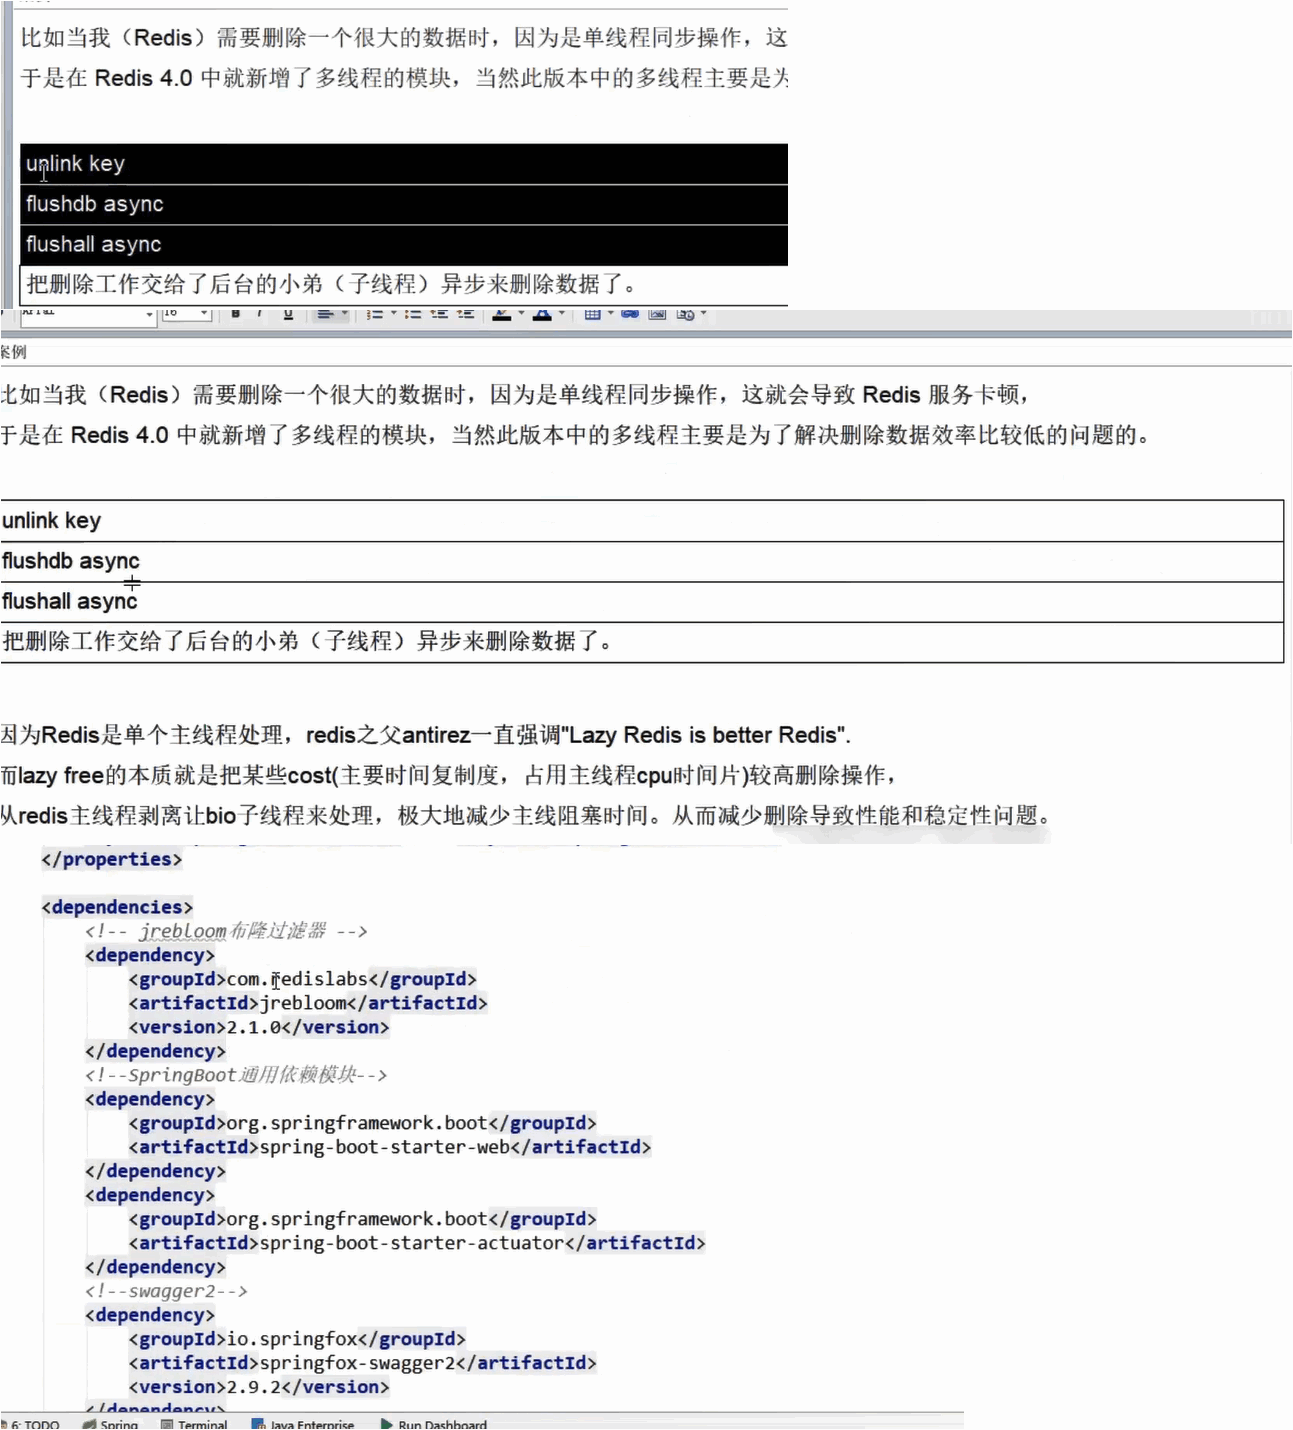 比如当我（Redis）需要删除一个很大的数据时，因为是单线程同步操作，这
于是在 Redis 4.0 中就新增了多线程的模块，当然此版本中的多线程主要是为
unlink key
flushdb async
flushall async
把删除工作交给了后台的小弟（子线程）异步来删除数据了。
案例
比如当我（Redis）需要删除一个很大的数据时，因为是单线程同步操作，这就会导致 Redis 服务卡顿，
于是在 Redis 4.0 中就新增了多线程的模块，当然此版本中的多线程主要是为了解决删除数据效率比较低的问题的。
unlink key
flushdb async
flushall async
把删除工作交给了后台的小弟（子线程）异步来删除数据了。
因为Redis是单个主线程处理，redis之父antirez一直强调"Lazy Redis is better Redis".
而lazy free的本质就是把某些cost(主要时间复制度，占用主线程cpu时间片)较高删除操作，
从redis主线程剥离让bio子线程来处理，极大地减少主线阻塞时间。从而减少删除导致性能和稳定性问题。
</properties>
<dependencies>
<!-- jrebloom布隆过滤器 -->
<dependency>
<groupId>com.redislabs</groupId>
<artifactId>jrebloom</artifactId>
<version>2.1.0</version>
</dependency>
<!--SpringBoot通用依赖模块-->
<dependency>
<groupId>org.springframework.boot</groupId>
<artifactId>spring-boot-starter-web</artifactId>
</dependency>
<dependency>
<groupId>org.springframework.boot</groupId>
<artifactId>spring-boot-starter-actuator</artifactId>
</dependency>
<!--swagger2-->
<dependency>
<groupId>io.springfox</groupId>
<artifactId>springfox-swagger2</artifactId>
<version>2.9.2</version>
</dependency>
6: TODO Spring Terminal Java Enterprise Run Dashboard